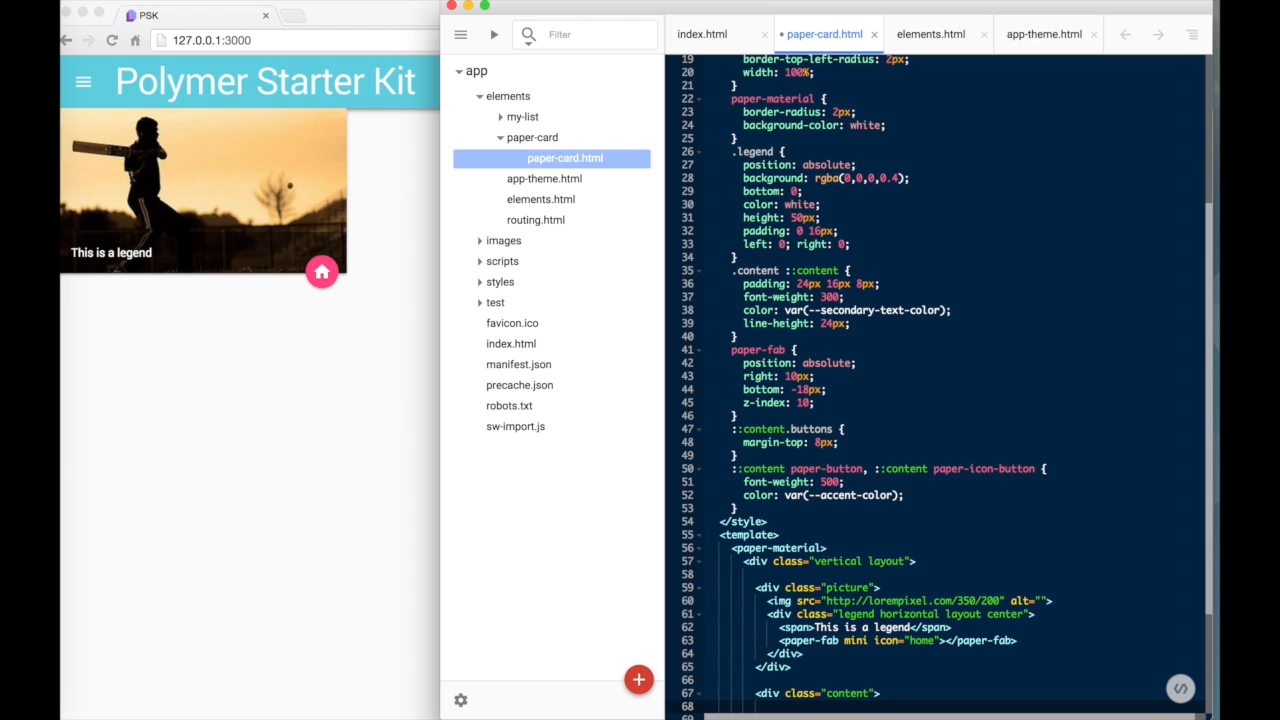 PSK
127.0.0.1:3000
Polymer Starter Kit
This is a legend
Filter
app
elements
my-list
paper-card
paper-card.html
app-theme.html
elements.html
routing.html
images
scripts
styles
test
favicon.ico
index.html
manifest.json
precache.json
robots.txt
sw-import.js
index.html
paper-card.html
elements.html
app-theme.html
19 border-top-left-radius: 2px;
20 width: 100%;
21 }
22 paper-material {
23 border-radius: 2px;
24 background-color: white;
25 }
26 .legend {
27 position: absolute;
28 background: rgba(0,0,0,0.4);
29 bottom: 0;
30 color: white;
31 height: 50px;
32 padding: 0 16px;
33 left: 0; right: 0;
34 }
35 .content ::content {
36 padding: 24px 16px 8px;
37 font-weight: 300;
38 color: var(--secondary-text-color);
39 line-height: 24px;
40 }
41 paper-fab {
42 position: absolute;
43 right: 10px;
44 bottom: -18px;
45 z-index: 10;
46 }
47 ::content.buttons {
48 margin-top: 8px;
49 }
50 ::content paper-button, ::content paper-icon-button {
51 font-weight: 500;
52 color: var(--accent-color);
53 }
54 </style>
55 <template>
56 <paper-material>
57 <div class="vertical layout">
58
59 <div class="picture">
60 <img src="http://lorempixel.com/350/200" alt="">
61 <div class="legend horizontal layout center">
62 <span>This is a legend</span>
63 <paper-fab mini icon="home"></paper-fab>
64 </div>
65 </div>
66
67 <div class="content">
68
69